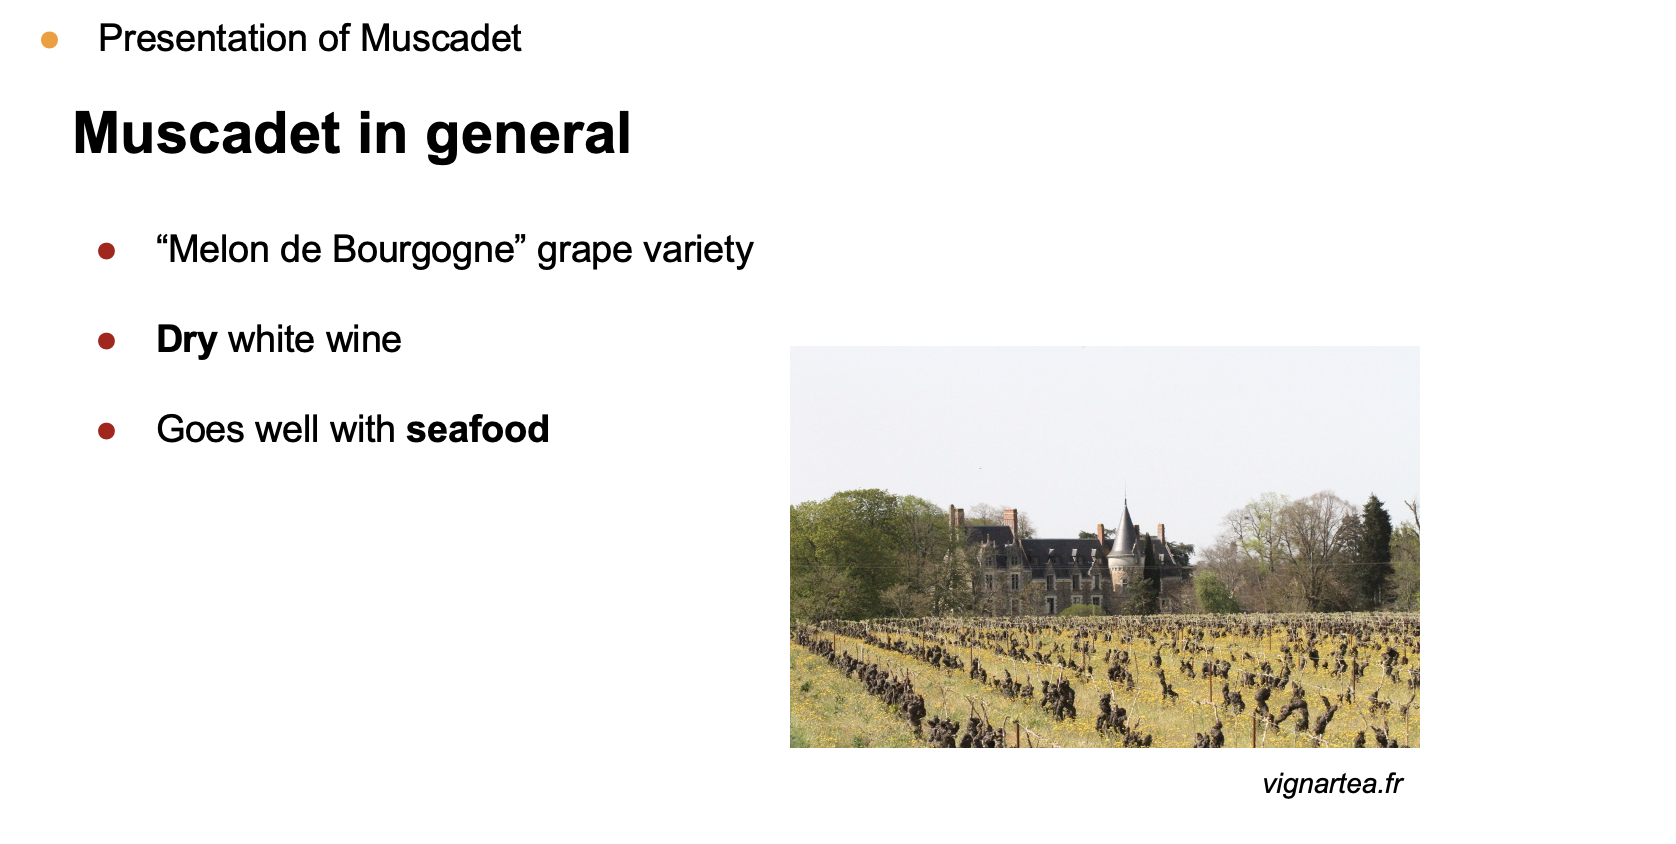 Presentation of Muscadet
Muscadet in general
“Melon de Bourgogne” grape variety
Dry white wine
Goes well with seafood
vignartea.fr